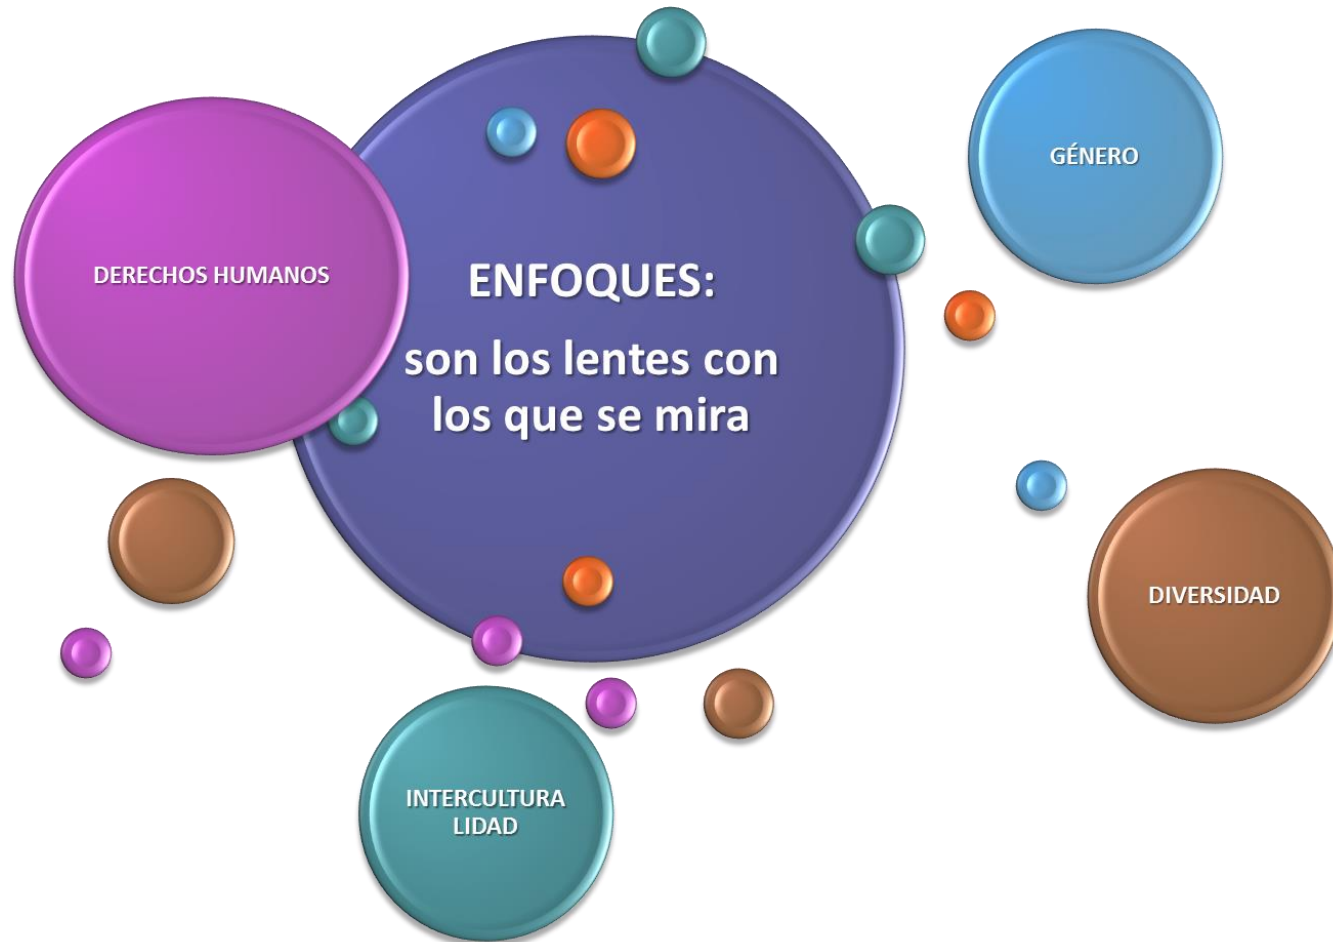 GÉNERO
DERECHOS HUMANOS
ENFOQUES:
son los lentes con
los que se mira
DIVERSIDAD
INTERCULTURA
LIDAD